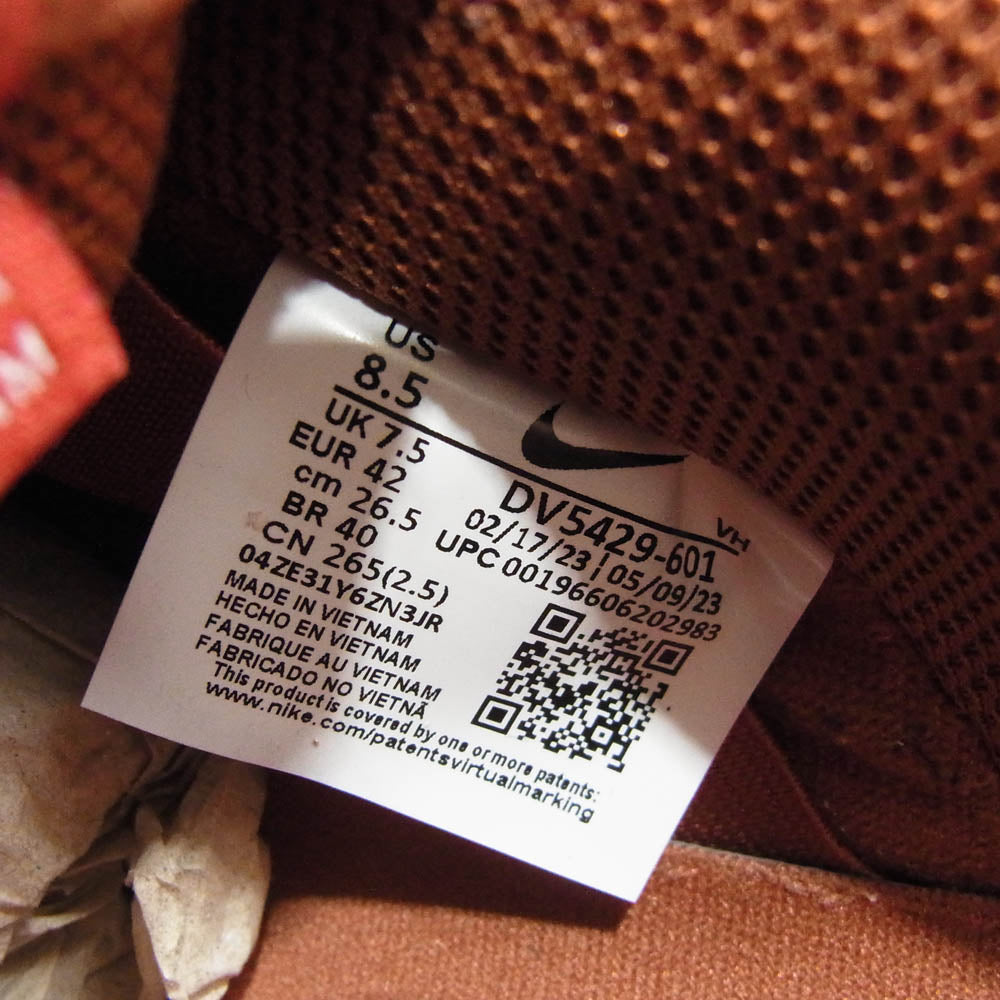 US
8.5
UK 7.5
EUR 42
cm 26.5
BR 40
CN 265(2.5)
04ZE31Y6ZN3JR
MADE IN VIETNAM
HECHO EN VIETNAM
FABRIQUE AU VIETNAM
FABRICADO NO VIETNÃ
This product is covered by one or more patents:
www.nike.com/patentsvirtualmarking
VH
DV5429-601
02/17/23 | 05/09/23
UPC 00196606202983